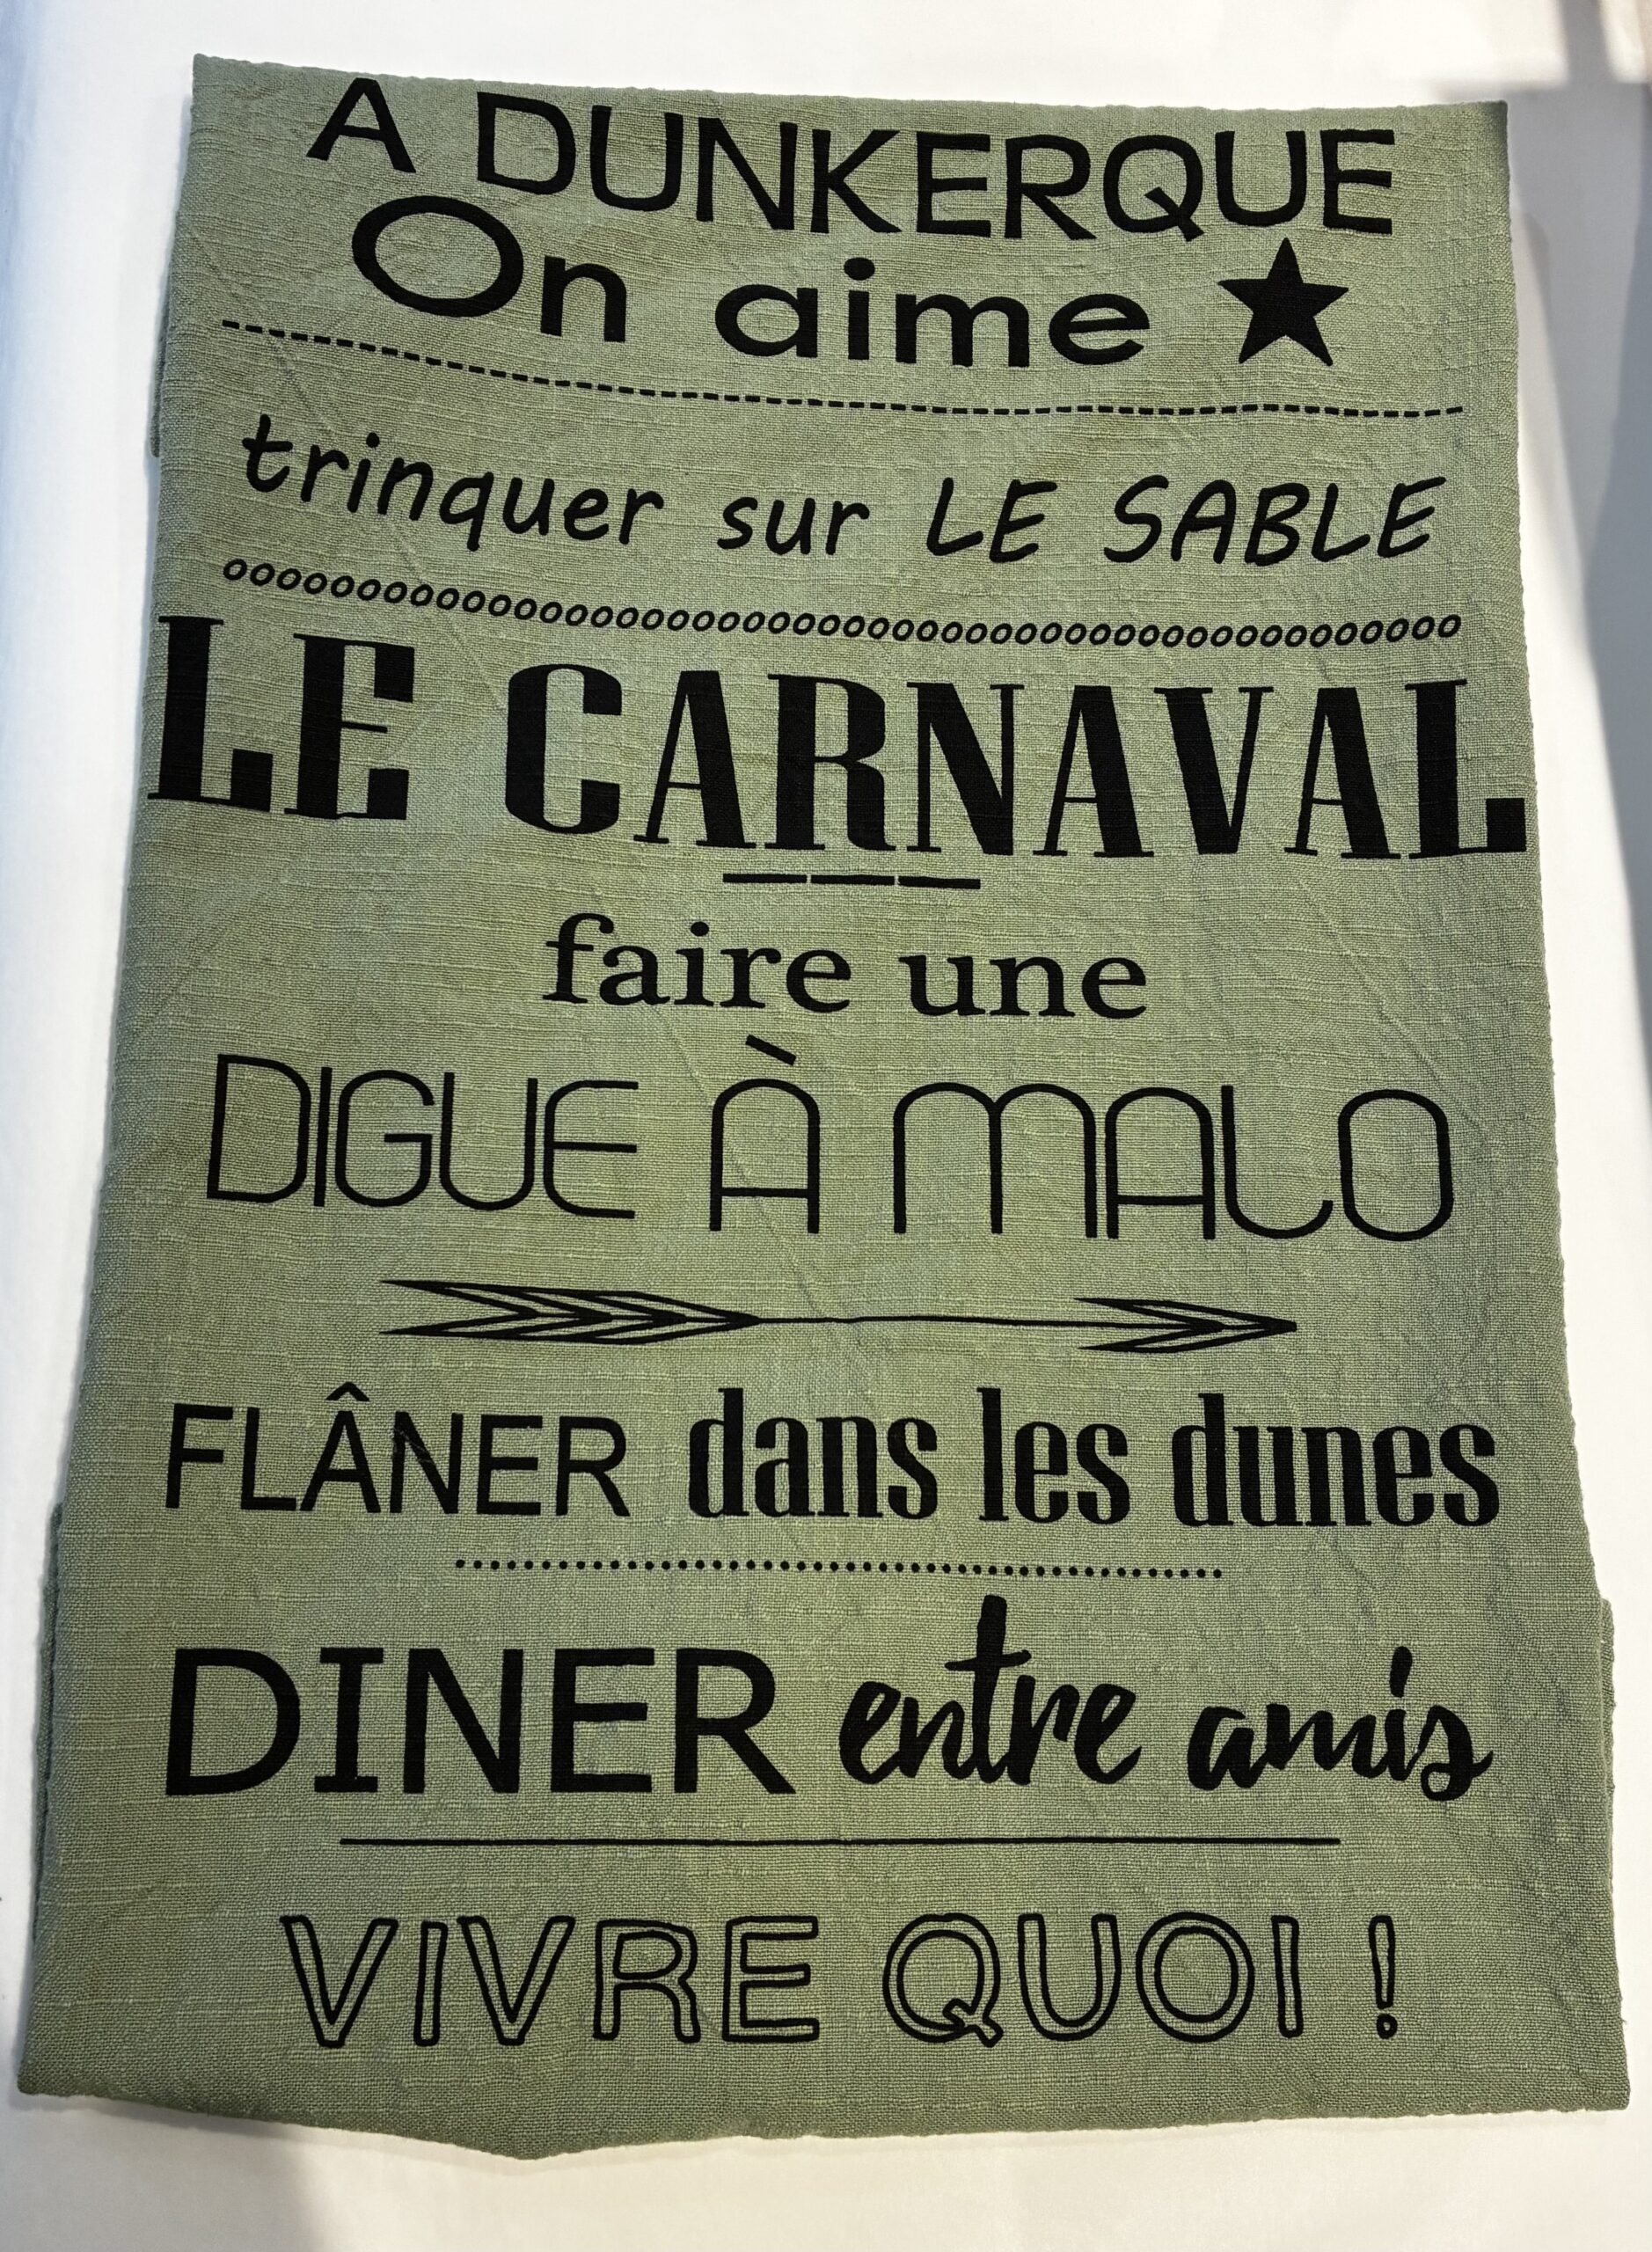 A DUNKERQUE
On aime
trinquer sur LE SABLE
LE CARNAVAL
faire une
DIGUE À MALO
FLÂNER dans les dunes
DINER entre amis
VIVRE QUOI !